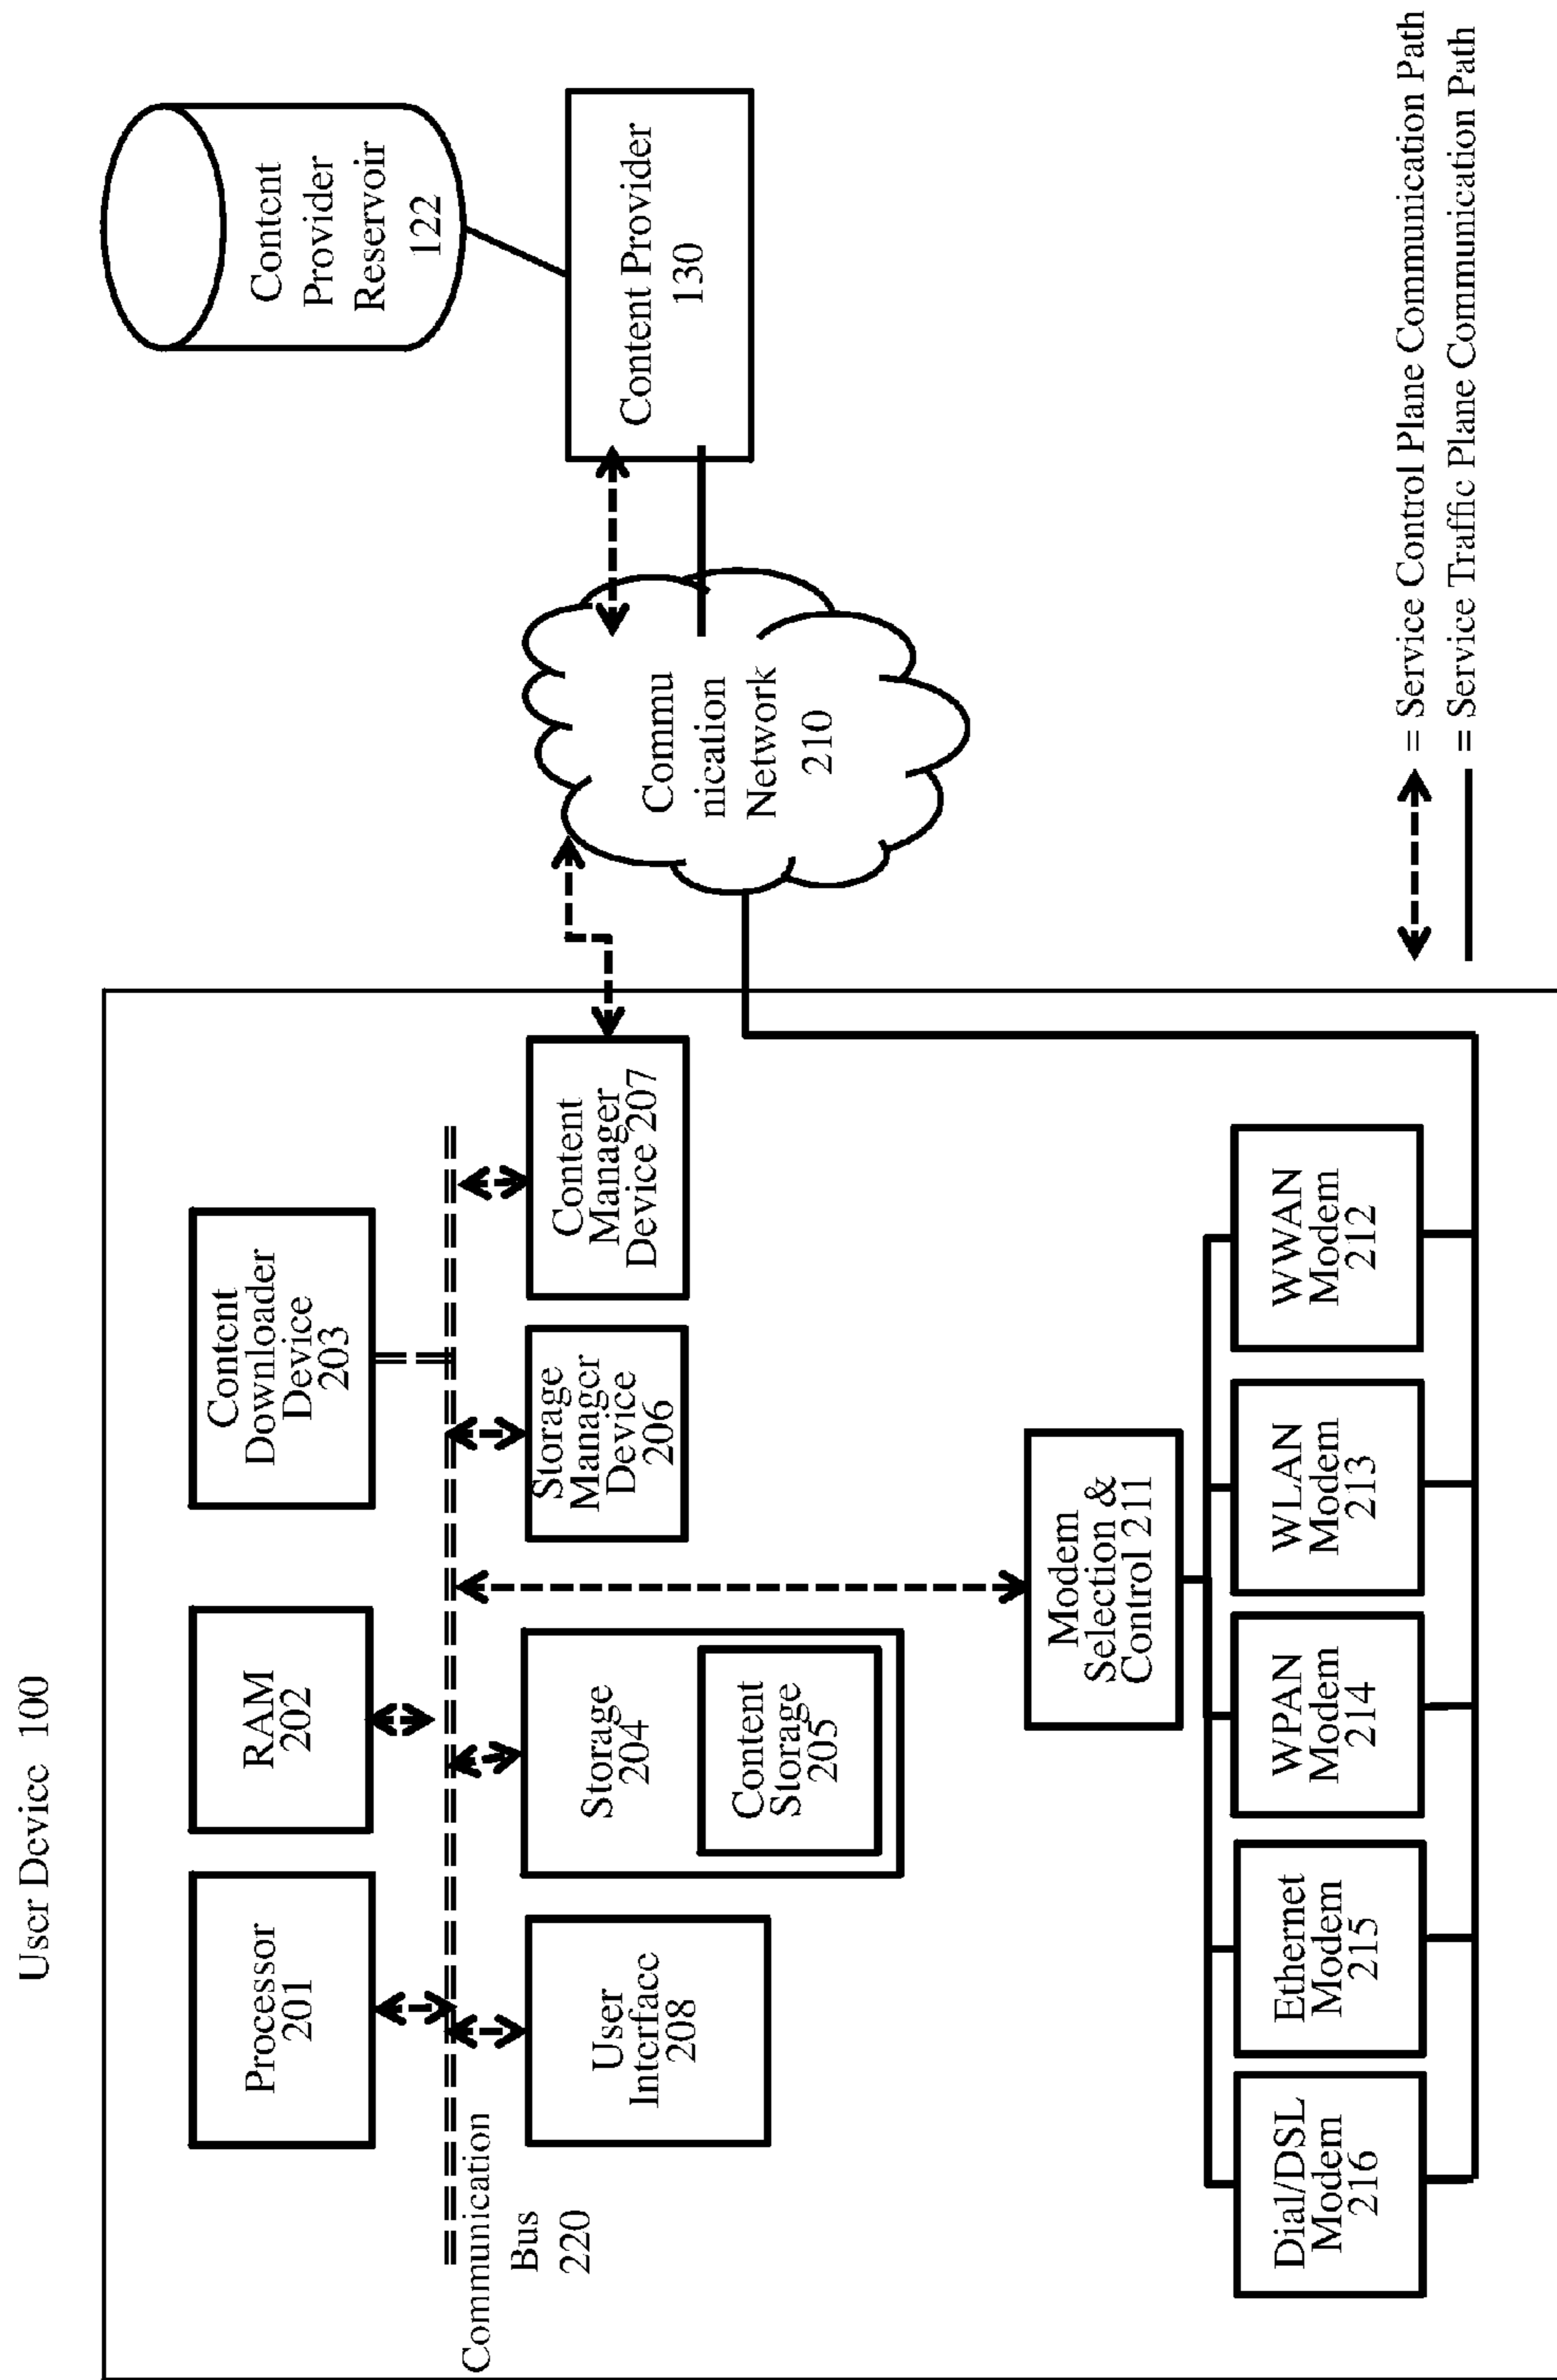 User Device 100
Processor
201
RAM
202
Content
Downloader
Device
203
Communication
Bus
220
User
Interface
208
Storage
204
Content
Storage
205
Storage
Manager
Device
206
Content
Manager
Device 207
Modem
Selection &
Control 211
Dial/DSL
Modem
216
Ethernet
Modem
215
WPAN
Modem
214
WLAN
Modem
213
WWAN
Modem
212
Commu
nication
Network
210
Content
Provider
Reservoir
122
Content Provider
130
= Service Control Plane Communication Path
= Service Traffic Plane Communication Path